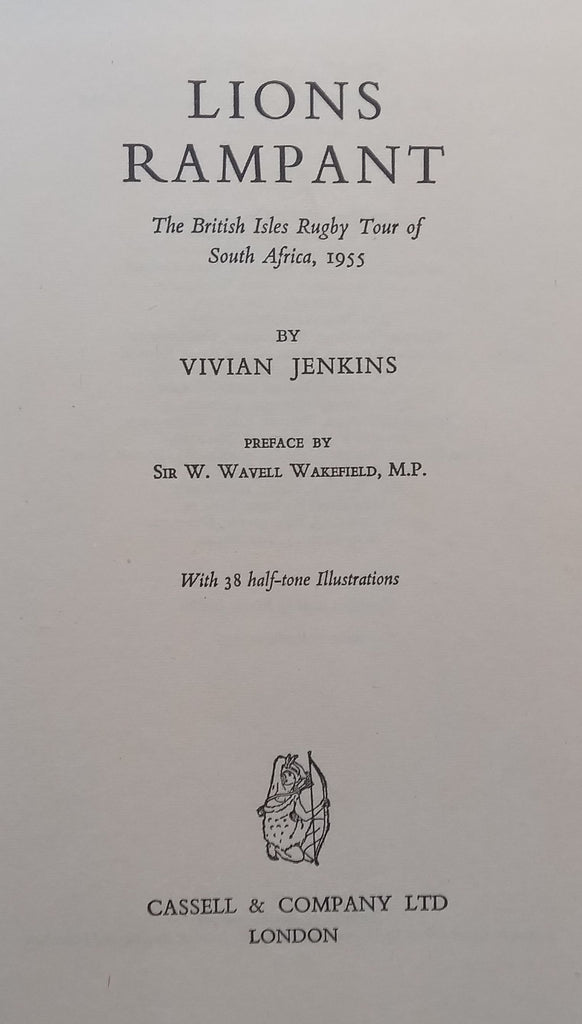 LIONS
RAMPANT
The British Isles Rugby Tour of
South Africa, 1955
BY
VIVIAN JENKINS
PREFACE BY
SIR W. WAVELL WAKEFIELD, M.P.
With 38 half-tone Illustrations
CASSELL & COMPANY LTD
LONDON